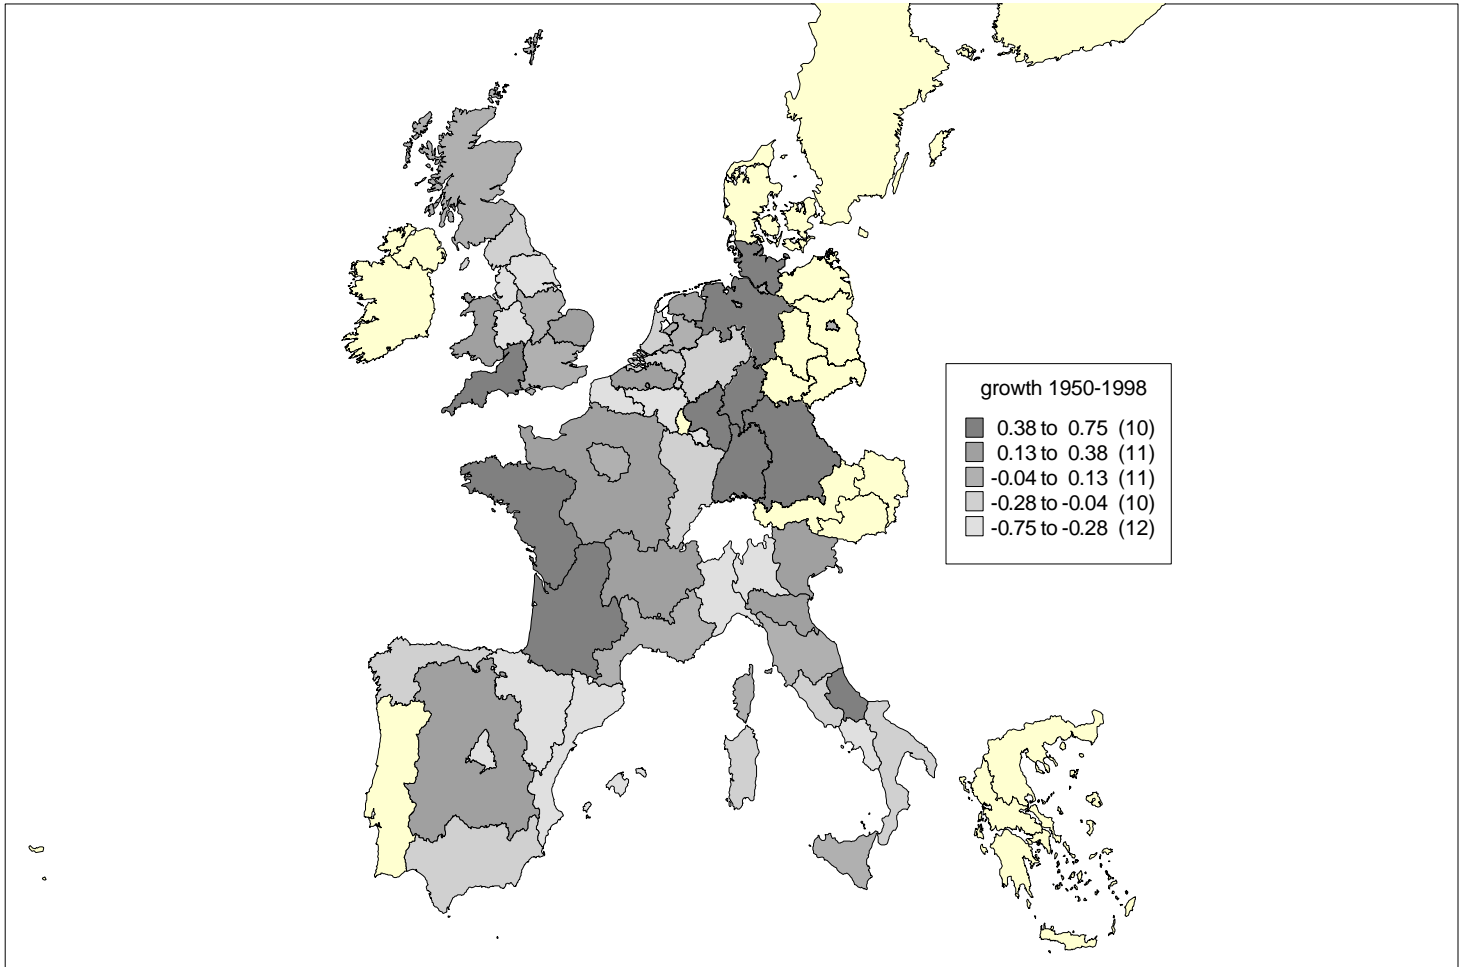 growth 1950-1998
0.38 to 0.75 (10)
0.13 to 0.38 (11)
-0.04 to 0.13 (11)
-0.28 to -0.04 (10)
-0.75 to -0.28 (12)